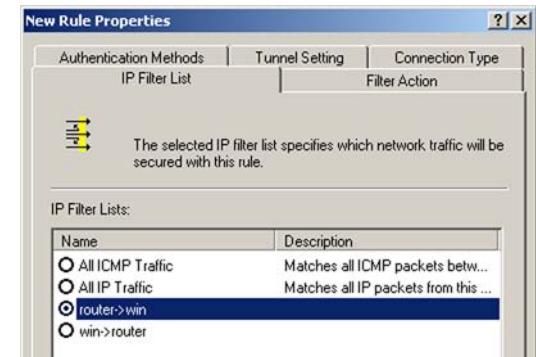 New Rule Properties
Authentication Methods Tunnel Setting Connection Type
IP Filter List Filter Action
The selected IP filter list specifies which network traffic will be
secured with this rule.
IP Filter Lists:
Name Description
All ICMP Traffic Matches all ICMP packets betw...
All IP Traffic Matches all IP packets from this ...
router->win
win->router